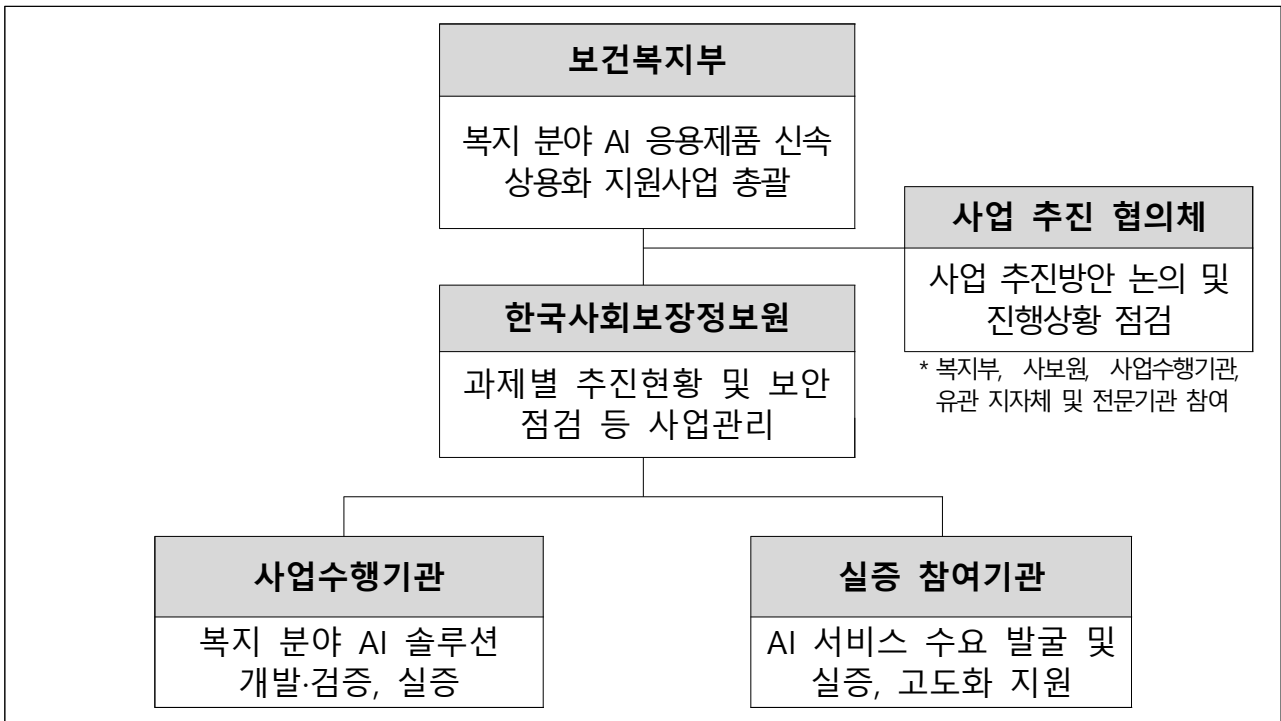 보건복지부
복지 분야 AI 응용제품 신속
상용화 지원사업 총괄
사업 추진 협의체
사업 추진방안 논의 및
진행상황 점검
* 복지부, 사보원, 사업수행기관,
유관 지자체 및 전문기관 참여
한국사회보장정보원
과제별 추진현황 및 보안
점검 등 사업관리
사업수행기관
복지 분야 AI 솔루션
개발·검증, 실증
실증 참여기관
AI 서비스 수요 발굴 및
실증, 고도화 지원